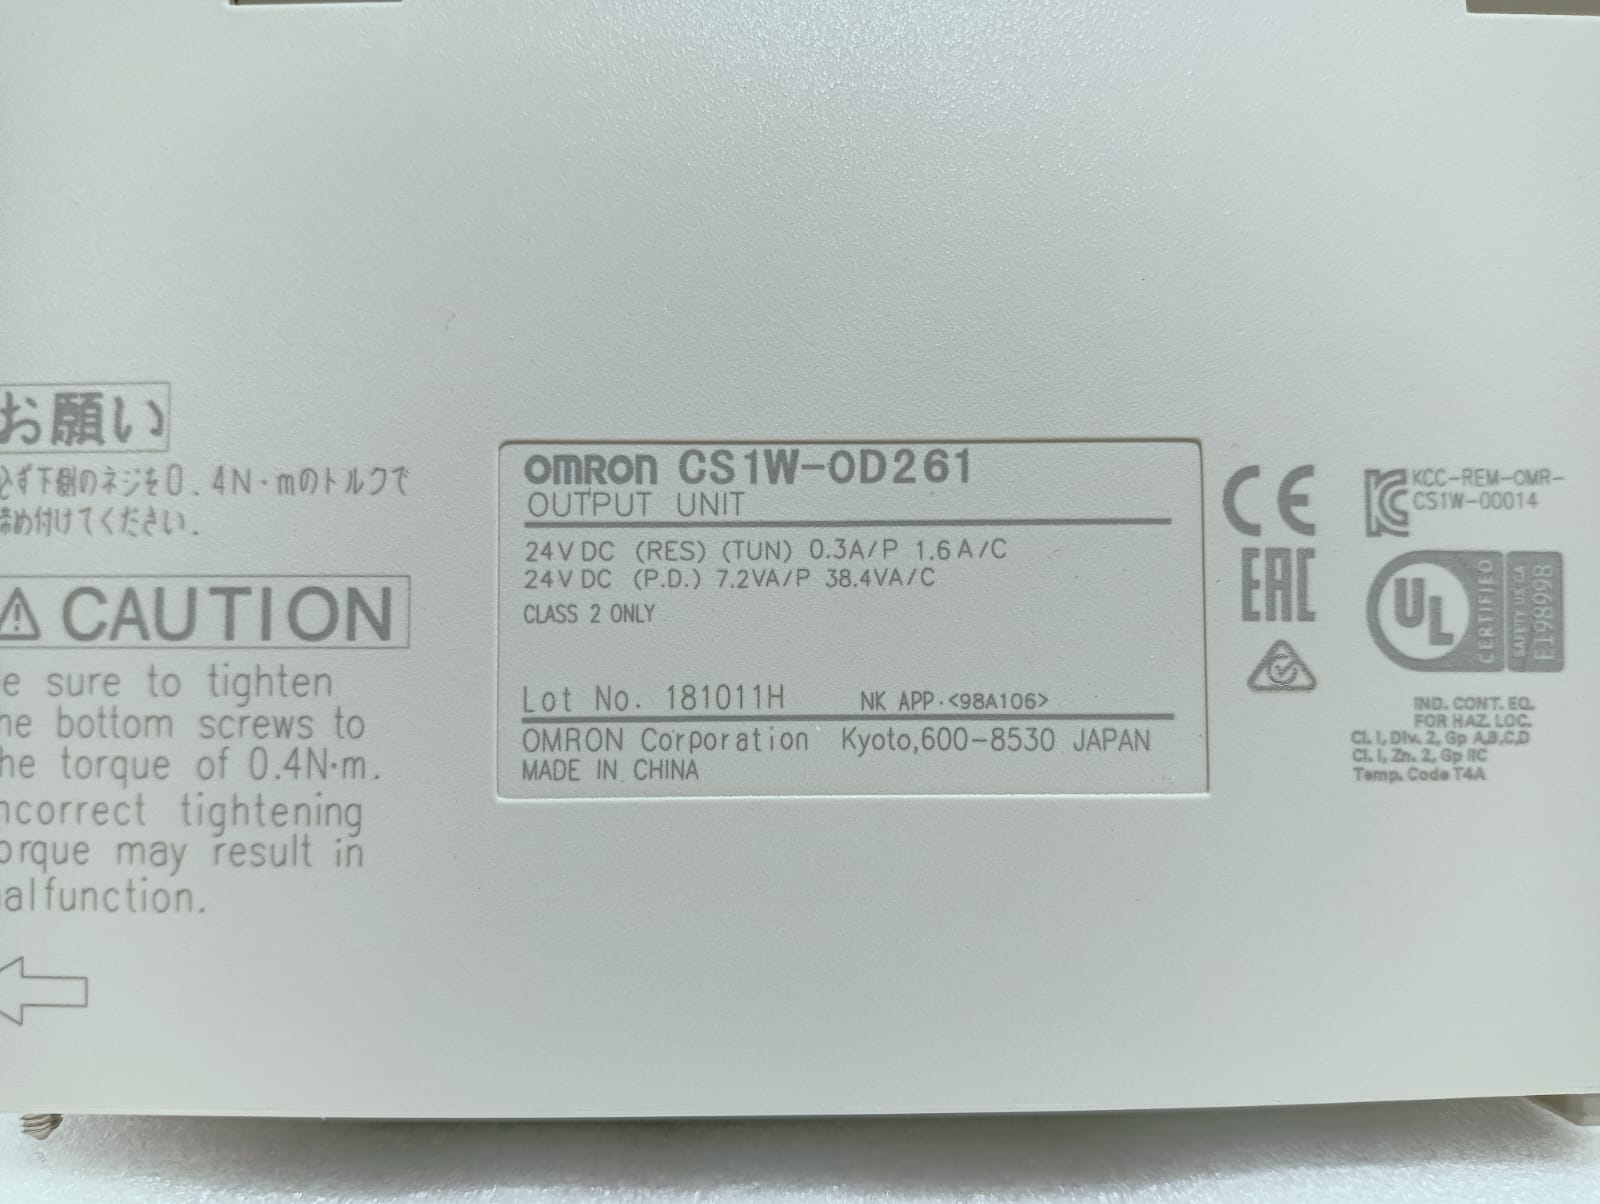 お願い
必ず下側のネジを0.4N・mのトルクで
締め付けてください.
⚠ CAUTION
e sure to tighten
he bottom screws to
he torque of 0.4N・m.
ncorrect tightening
orque may result in
alfunction.
OMRON CS1W-OD261
OUTPUT UNIT
24V DC (RES) (TUN) 0.3A/P 1.6A/C
24V DC (P.D.) 7.2VA/P 38.4VA/C
CLASS 2 ONLY
Lot No. 181011H NK APP.<98A106>
OMRON Corporation Kyoto,600-8530 JAPAN
MADE IN CHINA
CE
EAC
KCC-REM-OMR-
CS1W-00014
UL CERTIFIED
SAFETY US CA
E198998
IND. CONT. EQ.
FOR HAZ. LOC.
Cl. I, Div. 2, Gp A,B,C,D
Cl. I, Zn. 2, Gp IIC
Temp. Code T4A